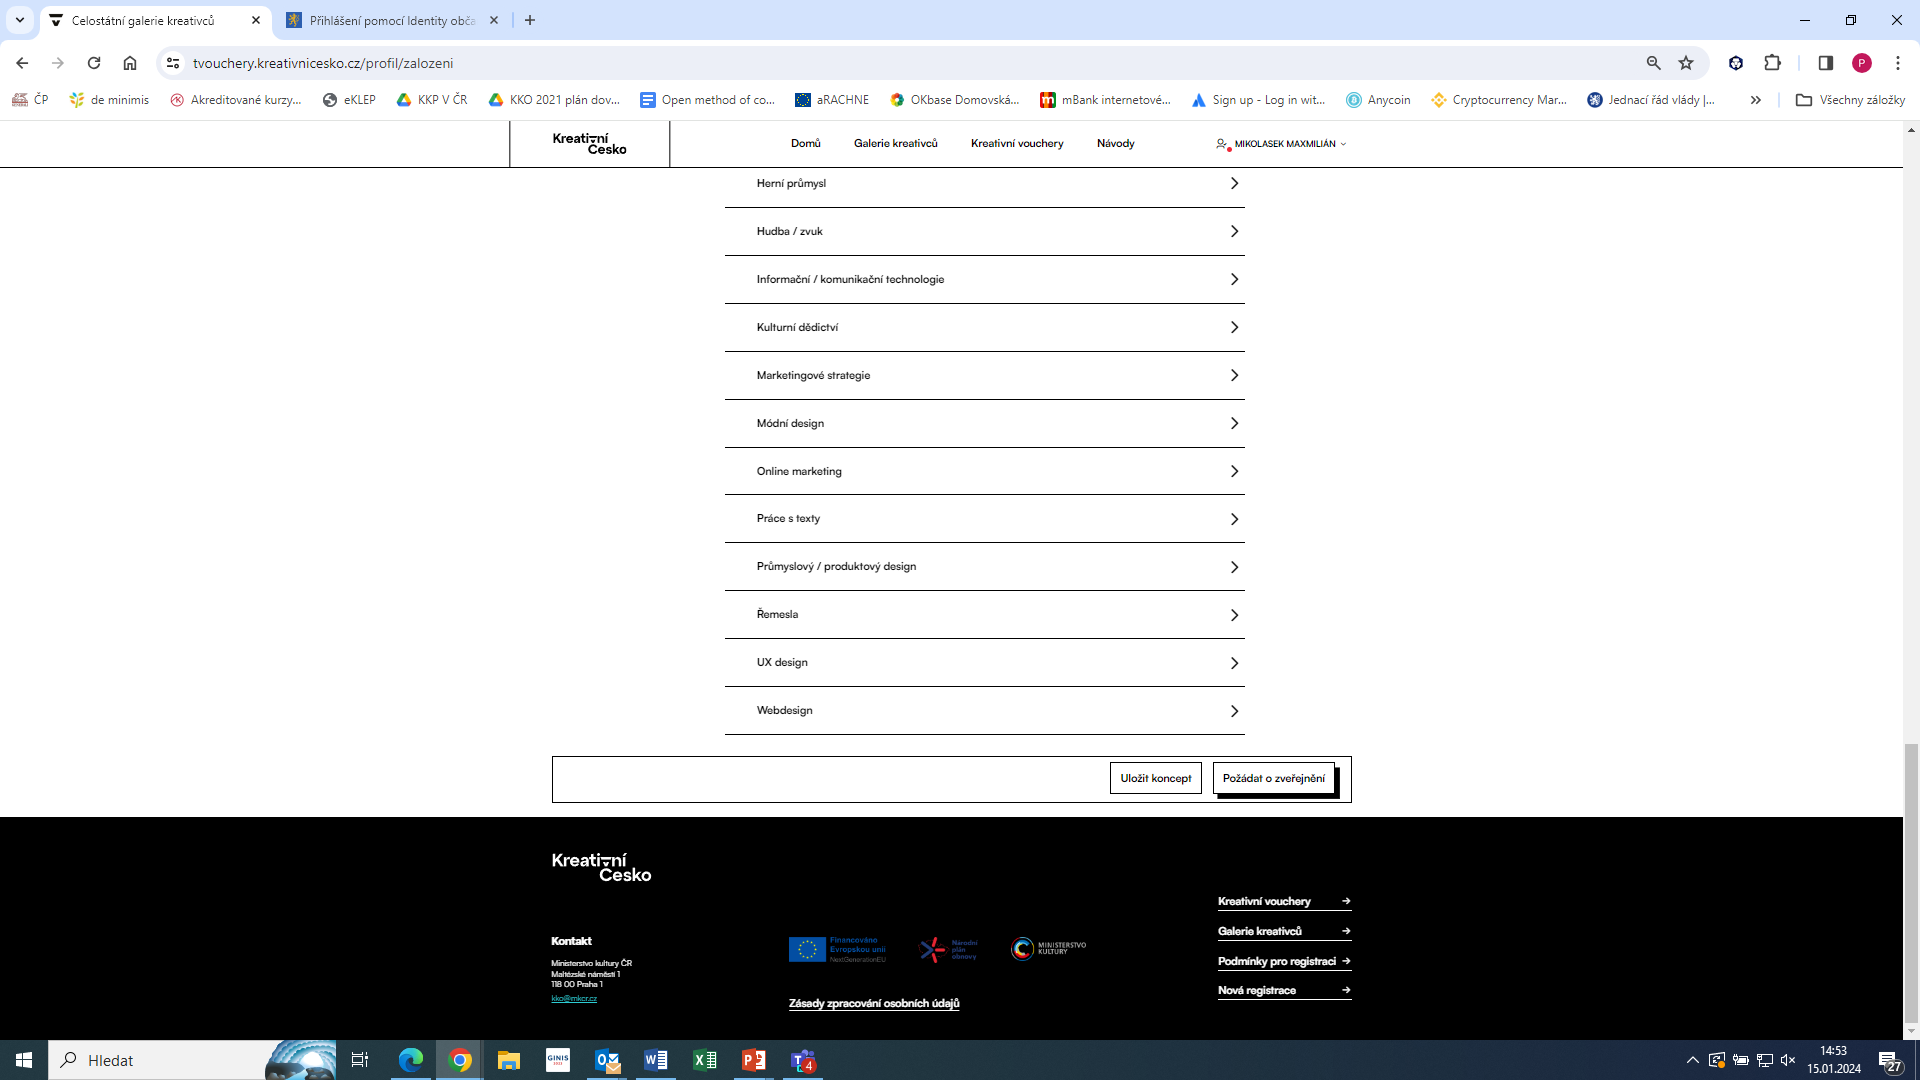 Celostátní galerie kreativců
Přihlášení pomocí Identity obča
tvouchery.kreativnicesko.cz/profil/zalozeni
P
ČP
de minimis
Akreditované kurzy...
eKLEP
KKP V ČR
KKO 2021 plán dov...
Open method of co...
aRACHNE
OKbase Domovská...
mBank internetové...
Sign up - Log in wit...
Anycoin
Cryptocurrency Mar...
Jednací řád vlády |...
Všechny záložky
Kreativní
Česko
Domů
Galerie kreativců
Kreativní vouchery
Návody
MIKOLASEK MAXMILIÁN
Herní průmysl
Hudba / zvuk
Informační / komunikační technologie
Kulturní dědictví
Marketingové strategie
Módní design
Online marketing
Práce s texty
Průmyslový / produktový design
Řemesla
UX design
Webdesign
Uložit koncept
Požádat o zveřejnění
Kreativní
Česko
Kontakt
Ministerstvo kultury ČR
Maltézské náměstí 1
118 00 Praha 1
kko@mkcr.cz
Financováno
Evropskou unií
NextGenerationEU
Národní
plán
obnovy
MINISTERSTVO
KULTURY
Zásady zpracování osobních údajů
Kreativní vouchery
Galerie kreativců
Podmínky pro registraci
Nová registrace
Hledat
GINIS
4
14:53
15.01.2024
27